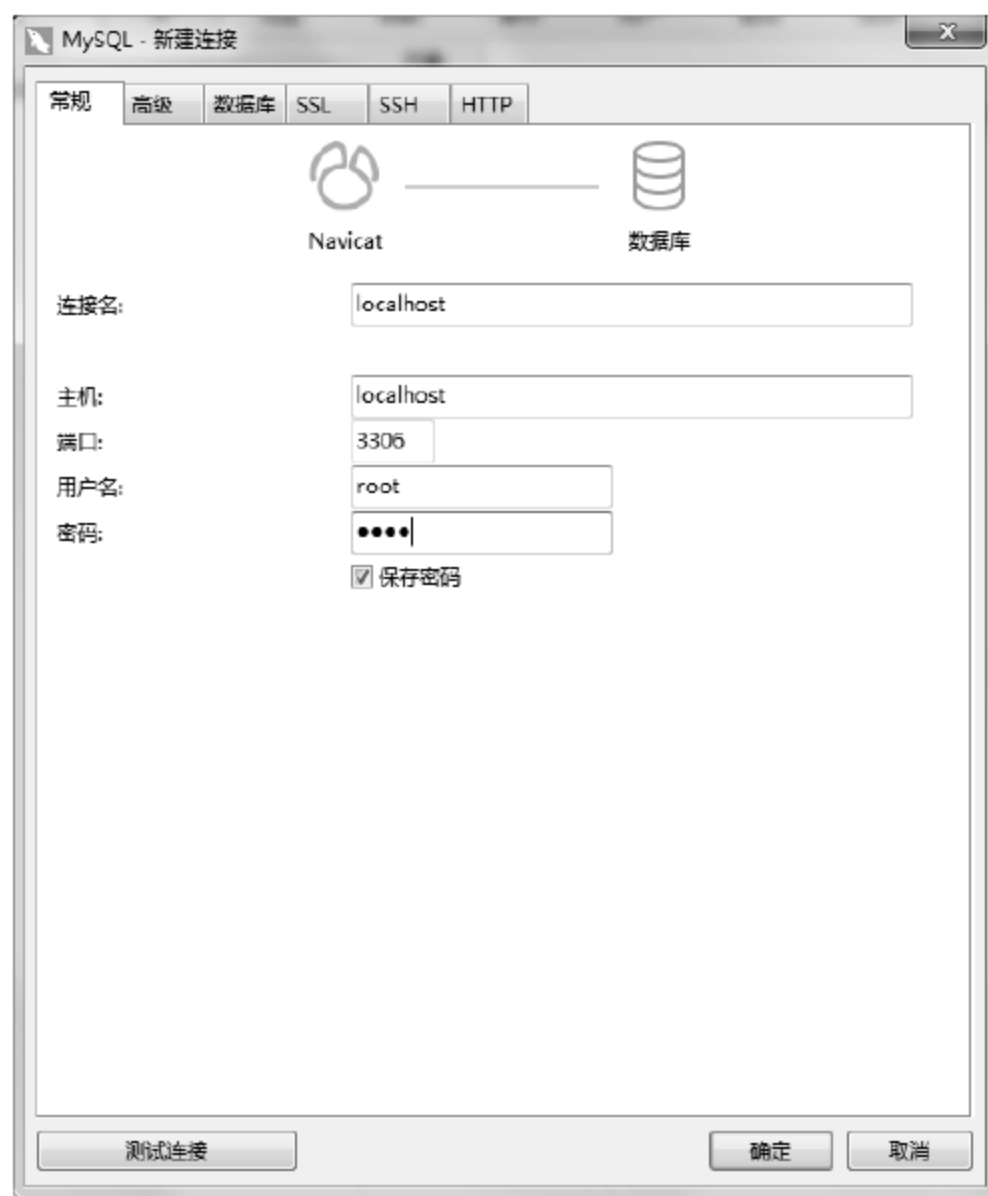 MySQL - 新建连接
常规 高级 数据库 SSL SSH HTTP
Navicat 数据库
连接名: localhost
主机: localhost
端口: 3306
用户名: root
密码: ●●●●
保存密码
测试连接 确定 取消